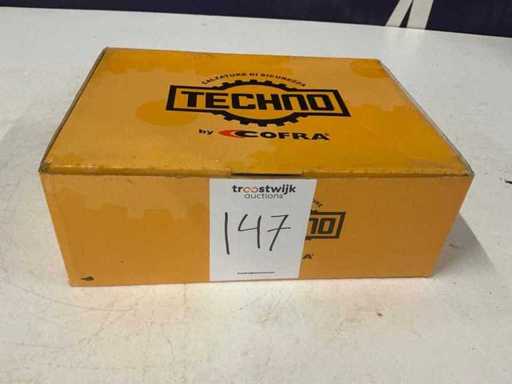 CALZATURE DI SICUREZZA
TECHNO
by COFRA®
troostwijk
auctions
147